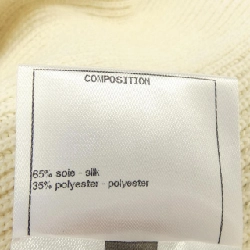 COMPOSITION
65% soie - silk
35% polyester - polyester